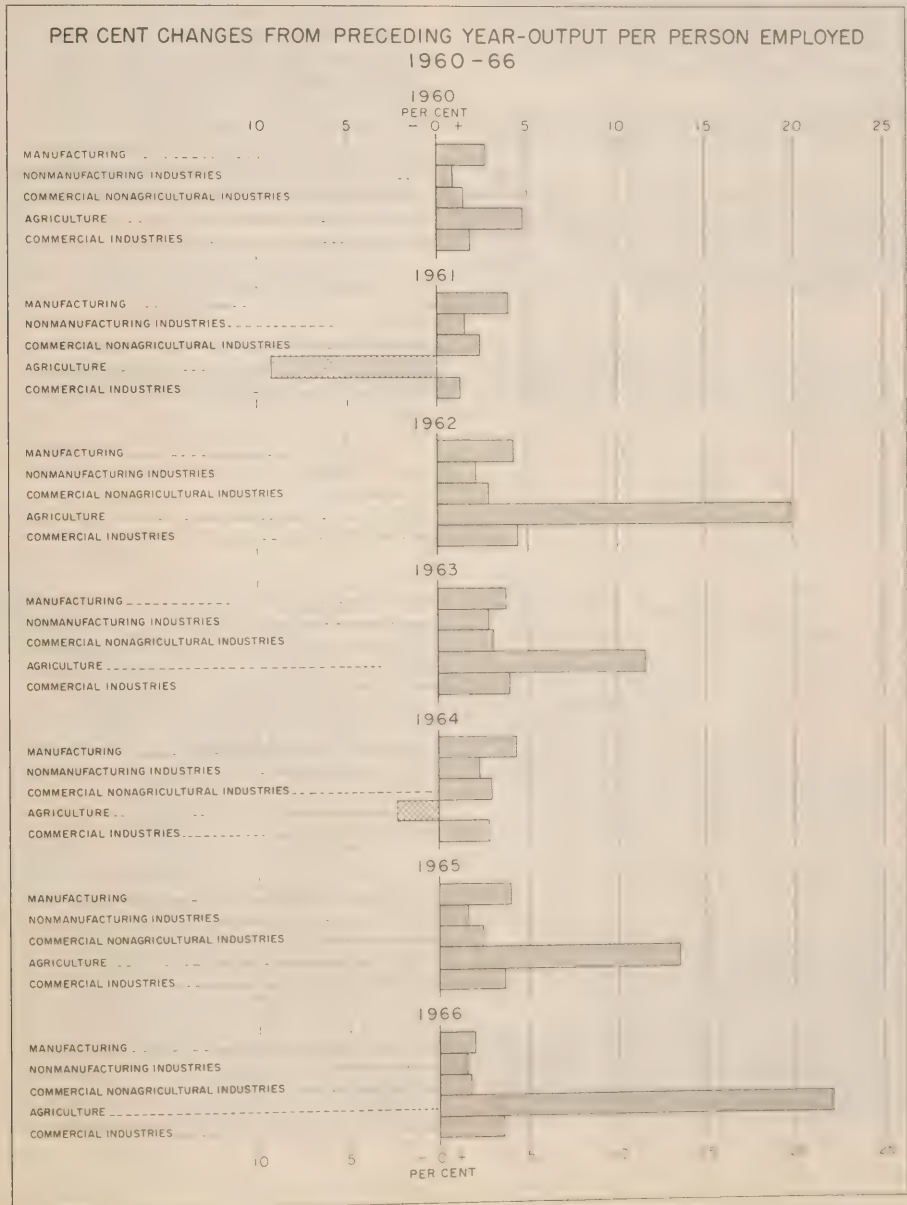 PER CENT CHANGES FROM PRECEDING YEAR-OUTPUT PER PERSON EMPLOYED
1960-66
1960
PER CENT
10 5 - 0 + 5 10 15 20 25
MANUFACTURING
NONMANUFACTURING INDUSTRIES
COMMERCIAL NONAGRICULTURAL INDUSTRIES
AGRICULTURE
COMMERCIAL INDUSTRIES
1961
MANUFACTURING
NONMANUFACTURING INDUSTRIES
COMMERCIAL NONAGRICULTURAL INDUSTRIES
AGRICULTURE
COMMERCIAL INDUSTRIES
1962
MANUFACTURING
NONMANUFACTURING INDUSTRIES
COMMERCIAL NONAGRICULTURAL INDUSTRIES
AGRICULTURE
COMMERCIAL INDUSTRIES
1963
MANUFACTURING
NONMANUFACTURING INDUSTRIES
COMMERCIAL NONAGRICULTURAL INDUSTRIES
AGRICULTURE
COMMERCIAL INDUSTRIES
1964
MANUFACTURING
NONMANUFACTURING INDUSTRIES
COMMERCIAL NONAGRICULTURAL INDUSTRIES
AGRICULTURE
COMMERCIAL INDUSTRIES
1965
MANUFACTURING
NONMANUFACTURING INDUSTRIES
COMMERCIAL NONAGRICULTURAL INDUSTRIES
AGRICULTURE
COMMERCIAL INDUSTRIES
1966
MANUFACTURING
NONMANUFACTURING INDUSTRIES
COMMERCIAL NONAGRICULTURAL INDUSTRIES
AGRICULTURE
COMMERCIAL INDUSTRIES
10 5 - 0 + 5 10 15 20 25
PER CENT